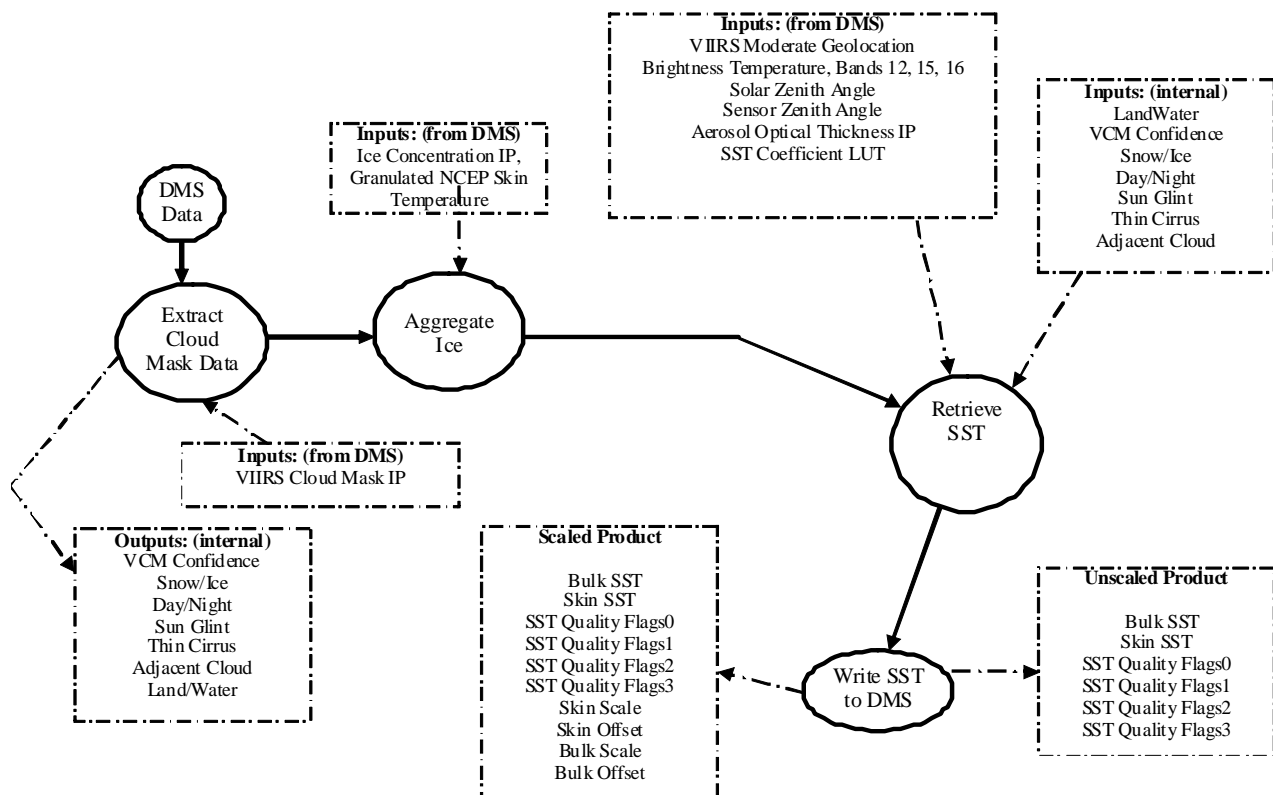 Inputs: (from DMS)
VIIRS Moderate Geolocation
Brightness Temperature, Bands 12, 15, 16
Solar Zenith Angle
Sensor Zenith Angle
Aerosol Optical Thickness IP
SST Coefficient LUT
Inputs: (internal)
LandWater
VCM Confidence
Snow/Ice
Day/Night
Sun Glint
Thin Cirrus
Adjacent Cloud
Inputs: (from DMS)
Ice Concentration IP,
Granulated NCEP Skin
Temperature
DMS
Data
Extract
Cloud
Mask Data
Aggregate
Ice
Retrieve
SST
Inputs: (from DMS)
VIIRS Cloud Mask IP
Outputs: (internal)
VCM Confidence
Snow/Ice
Day/Night
Sun Glint
Thin Cirrus
Adjacent Cloud
Land/Water
Scaled Product
Bulk SST
Skin SST
SST Quality Flags0
SST Quality Flags1
SST Quality Flags2
SST Quality Flags3
Skin Scale
Skin Offset
Bulk Scale
Bulk Offset
Write SST
to DMS
Unscaled Product
Bulk SST
Skin SST
SST Quality Flags0
SST Quality Flags1
SST Quality Flags2
SST Quality Flags3